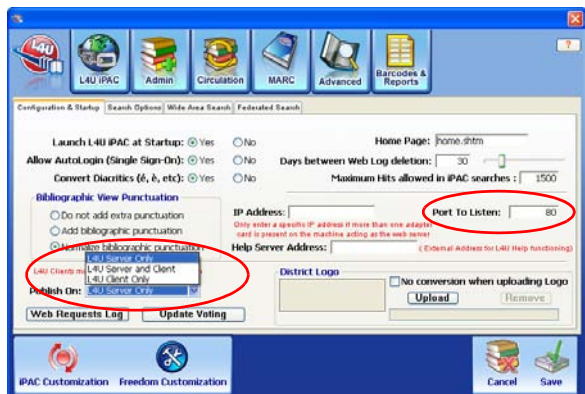 L4U
L4U iPAC
Admin
Circulation
MARC
Advanced
Barcodes & Reports
?
Configuration & Startup Search Options Wide Area Search Federated Search
Launch L4U iPAC at Startup: Yes No
Home Page: home.shtm
Allow AutoLogin (Single Sign-On): Yes No
Days between Web Log deletion: 30
Convert Diacritics (é, è, etc): Yes No
Maximum Hits allowed in iPAC searches : 1500
Bibliographic View Punctuation
Do not add extra punctuation
Add bibliographic punctuation
Normalize bibliographic punctuation
IP Address:
Port To Listen: 80
Only enter a specific IP address if more than one adapter
card is present on the machine acting as the web server
Help Server Address:
( External Address for L4U Help functioning)
L4U Server Only
L4U Server and Client
L4U Client Only
L4U Clients
Publish On: L4U Server Only
District Logo
No conversion when uploading Logo
Upload Remove
Web Requests Log Update Voting
iPAC Customization Freedom Customization
Cancel Save